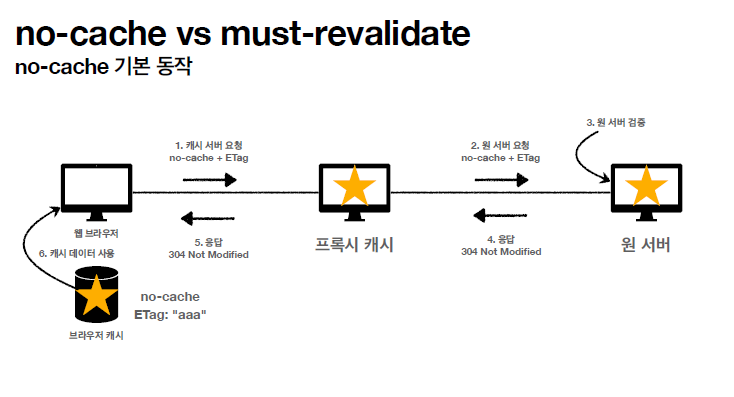 no-cache vs must-revalidate
no-cache 기본 동작
3. 원 서버 검증
1. 캐시 서버 요청
no-cache + ETag
2. 원 서버 요청
no-cache + ETag
웹 브라우저
5. 응답
304 Not Modified
프록시 캐시
4. 응답
304 Not Modified
원 서버
6. 캐시 데이터 사용
no-cache
ETag: "aaa"
브라우저 캐시